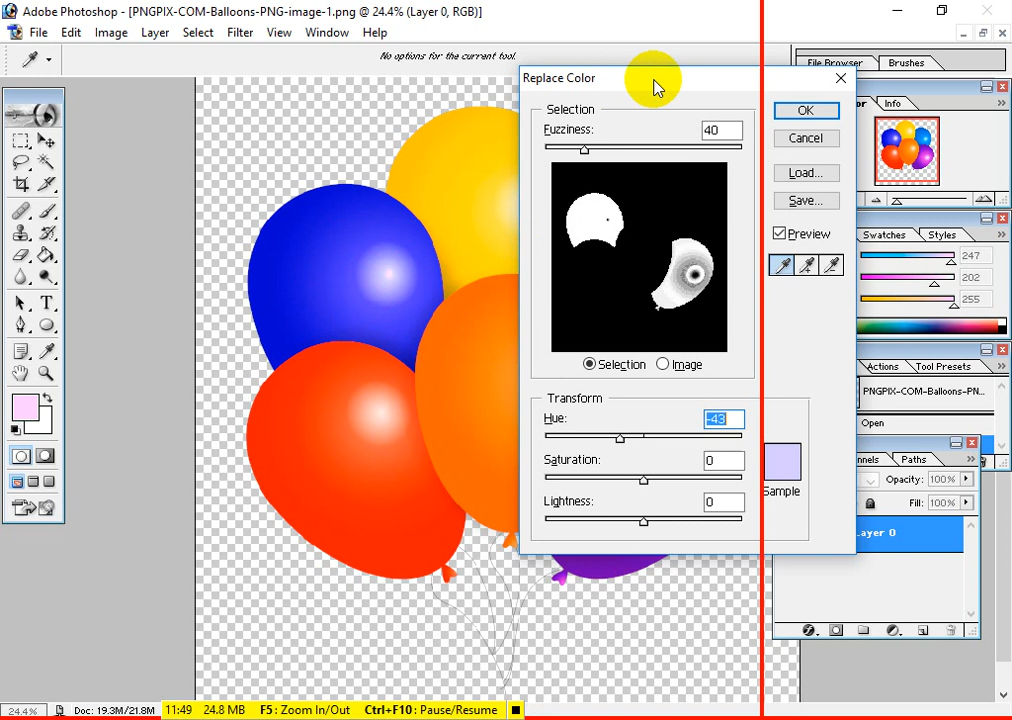 Adobe Photoshop - [PNGPIX-COM-Balloons-PNG-image-1.png @ 24.4% (Layer 0, RGB)]
File Edit Image Layer Select Filter View Window Help
No options for the current tool.
File Browser Brushes
Replace Color
Selection
Fuzziness: 40
OK
Cancel
Load...
Save...
Preview
Selection Image
Transform
Hue: -43
Saturation: 0
Lightness: 0
Sample
or Info
Swatches Styles
247
202
255
Actions Tool Presets
PNGPIX-COM-Balloons-PN...
Open
nnels Paths
Opacity: 100%
Fill: 100%
Layer 0
24.4% Doc: 19.3M/21.8M
11:49 24.8 MB F5: Zoom In/Out Ctrl+F10: Pause/Resume